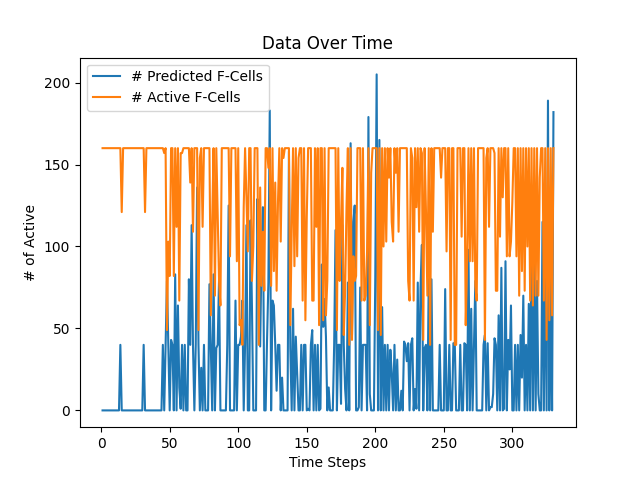 Data Over Time
# Predicted F-Cells
# Active F-Cells
200
150
100
50
0
# of Active
0 50 100 150 200 250 300
Time Steps